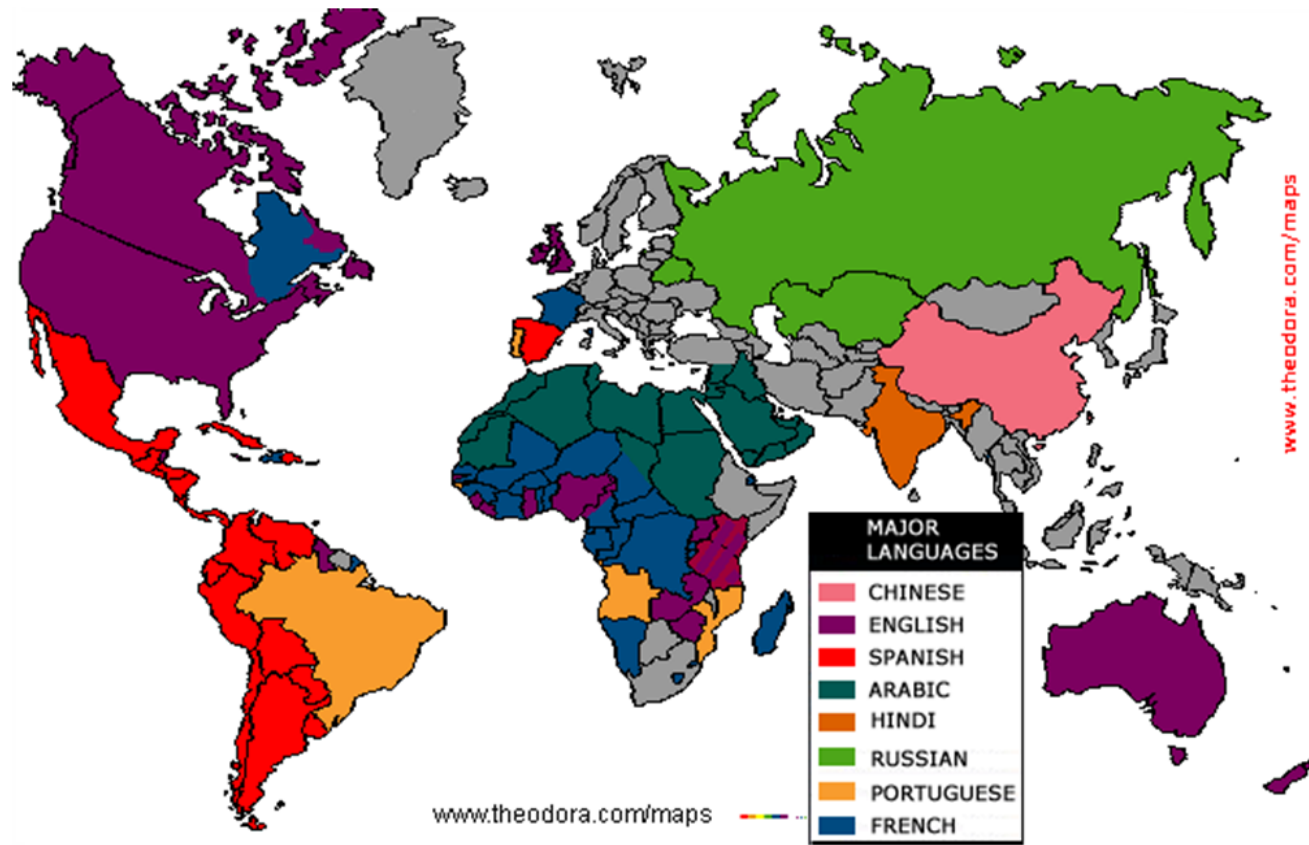 www.theodora.com/maps
MAJOR
LANGUAGES
CHINESE
ENGLISH
SPANISH
ARABIC
HINDI
RUSSIAN
PORTUGUESE
FRENCH
www.theodora.com/maps